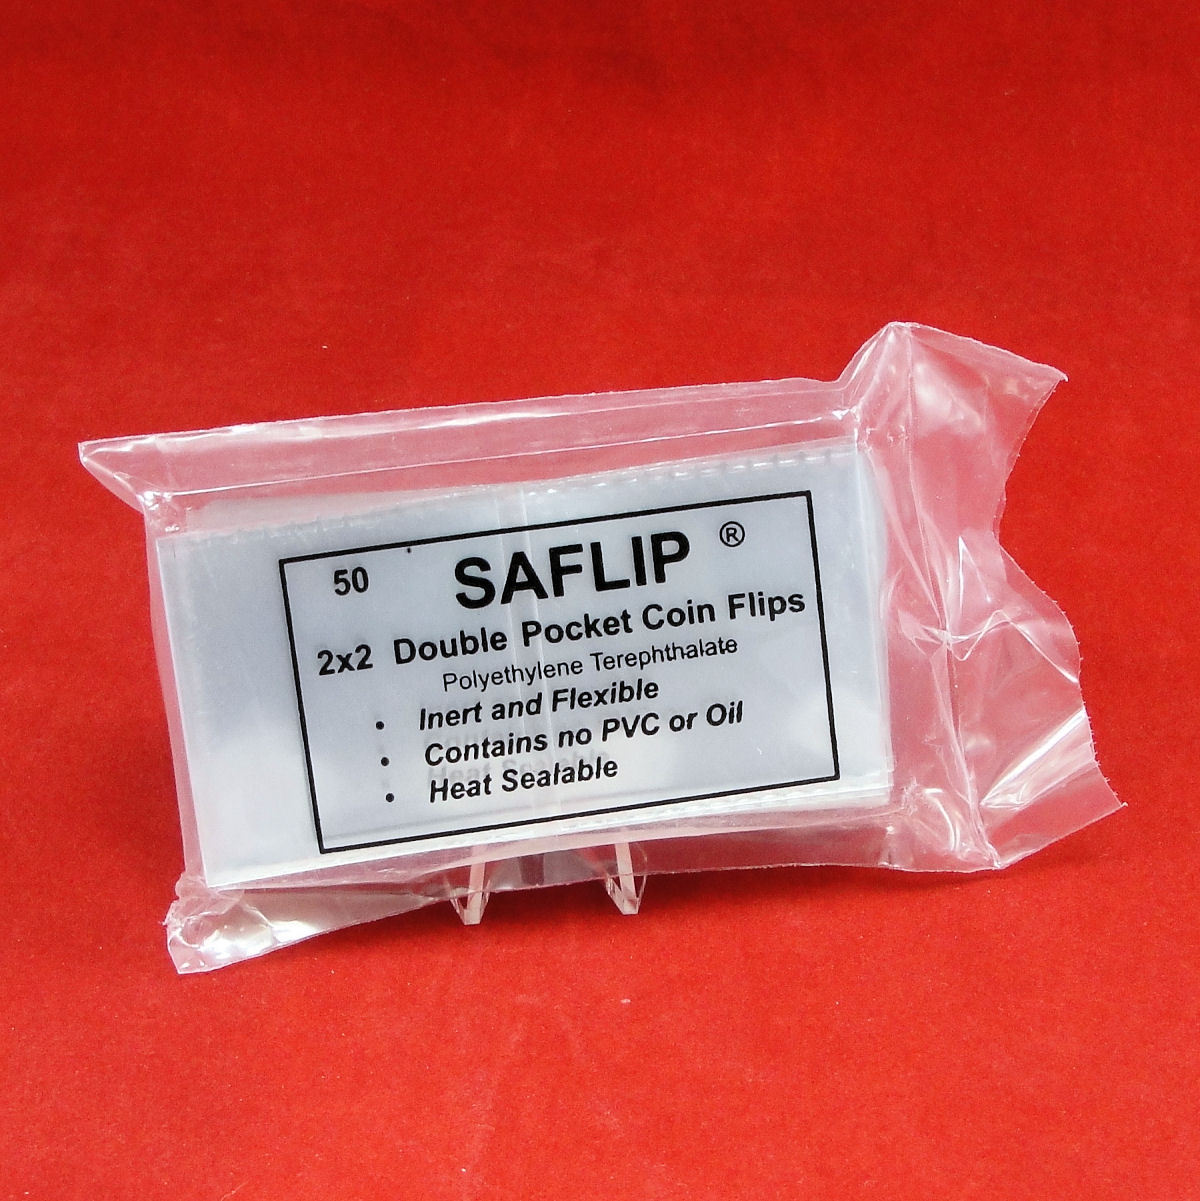 50 SAFLIP ®
2x2 Double Pocket Coin Flips
Polyethylene Terephthalate
• Inert and Flexible
• Contains no PVC or Oil
• Heat Sealable